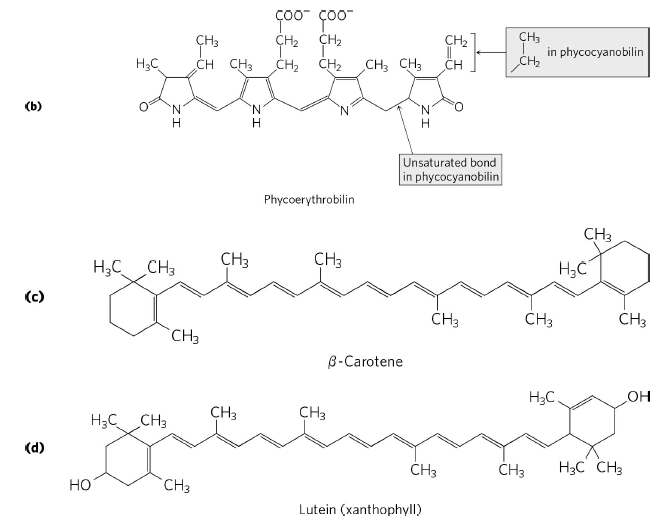 (b)
COO⁻ COO⁻
CH₃ CH₂ CH₂ CH₂
H₃C CH CH₃ CH₂ CH₂ CH₃ CH₃ CH
O N H N H N N H O
CH₃
CH₂ in phycocyanobilin
Unsaturated bond
in phycocyanobilin
Phycoerythrobilin
(c)
H₃C CH₃ CH₃ CH₃ CH₃
H₃C
CH₃ CH₃ CH₃ CH₃
β-Carotene
(d)
H₃C CH₃ CH₃ CH₃ H₃C OH
HO CH₃ CH₃ CH₃ H₃C CH₃
Lutein (xanthophyll)